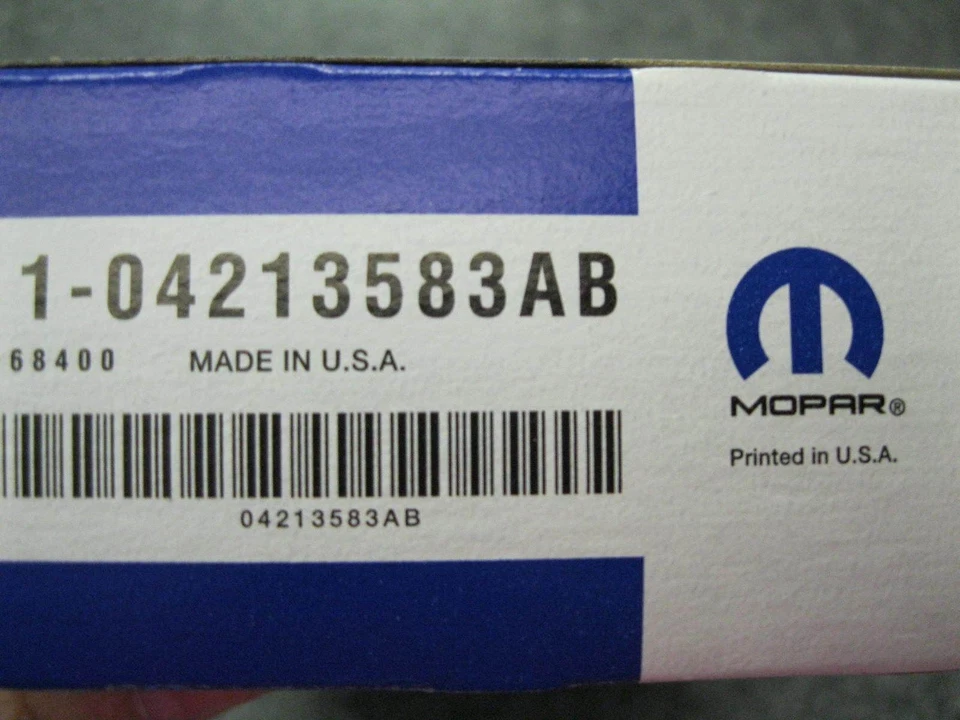 1-04213583AB
68400 MADE IN U.S.A.
04213583AB
MOPAR®
Printed in U.S.A.